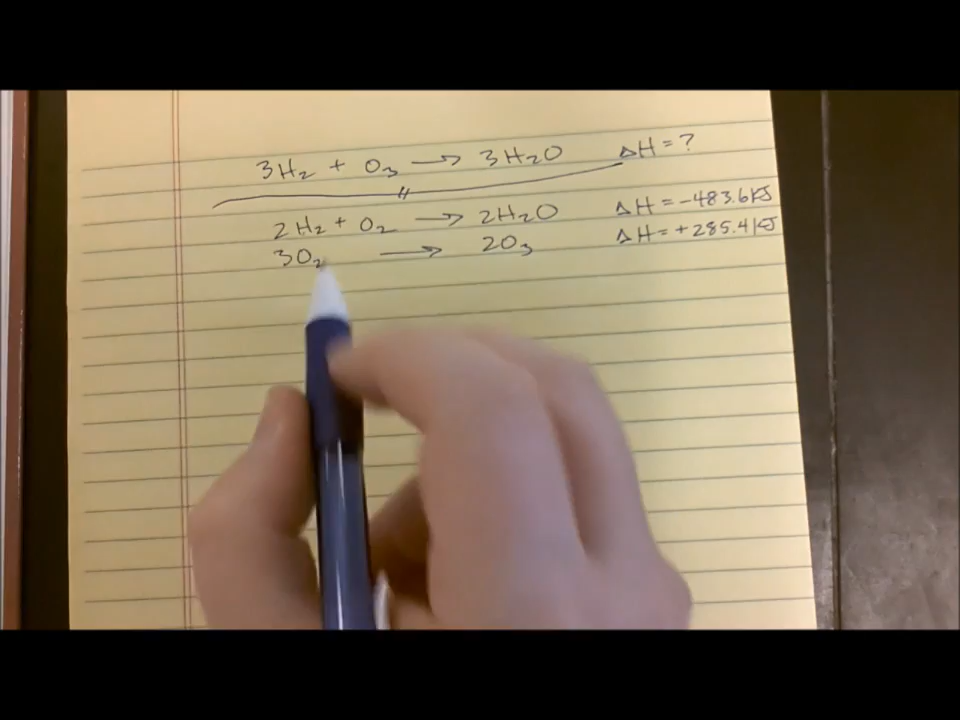 3H₂ + O₃ → 3H₂O ΔH = ?
2H₂ + O₂ → 2H₂O ΔH = -483.6kJ
3O₂ → 2O₃ ΔH = +285.4kJ